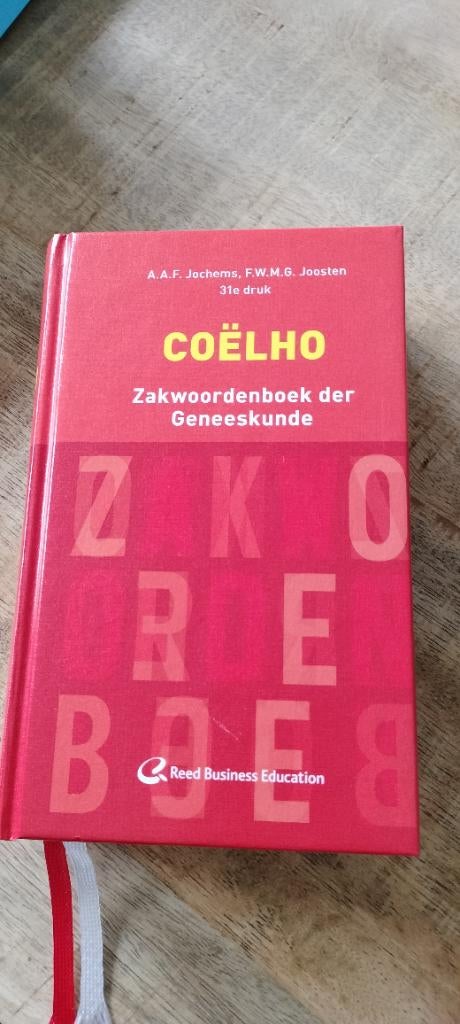 A.A.F. Jochems, F.W.M.G. Joosten
31e druk
COËLHO
Zakwoordenboek der
Geneeskunde
Z K O
R E
B O E B
Reed Business Education